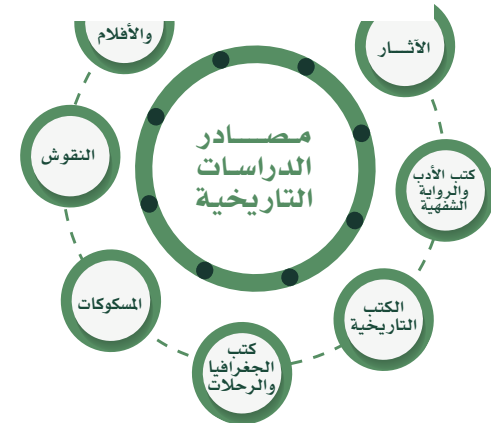 مصادر
الدراسات
التاريخية
الآثار
كتب الأدب
والرواية
الشفهية
الكتب
التاريخية
كتب
الجغرافيا
والرحلات
المسكوكات
النقوش
والأفلام